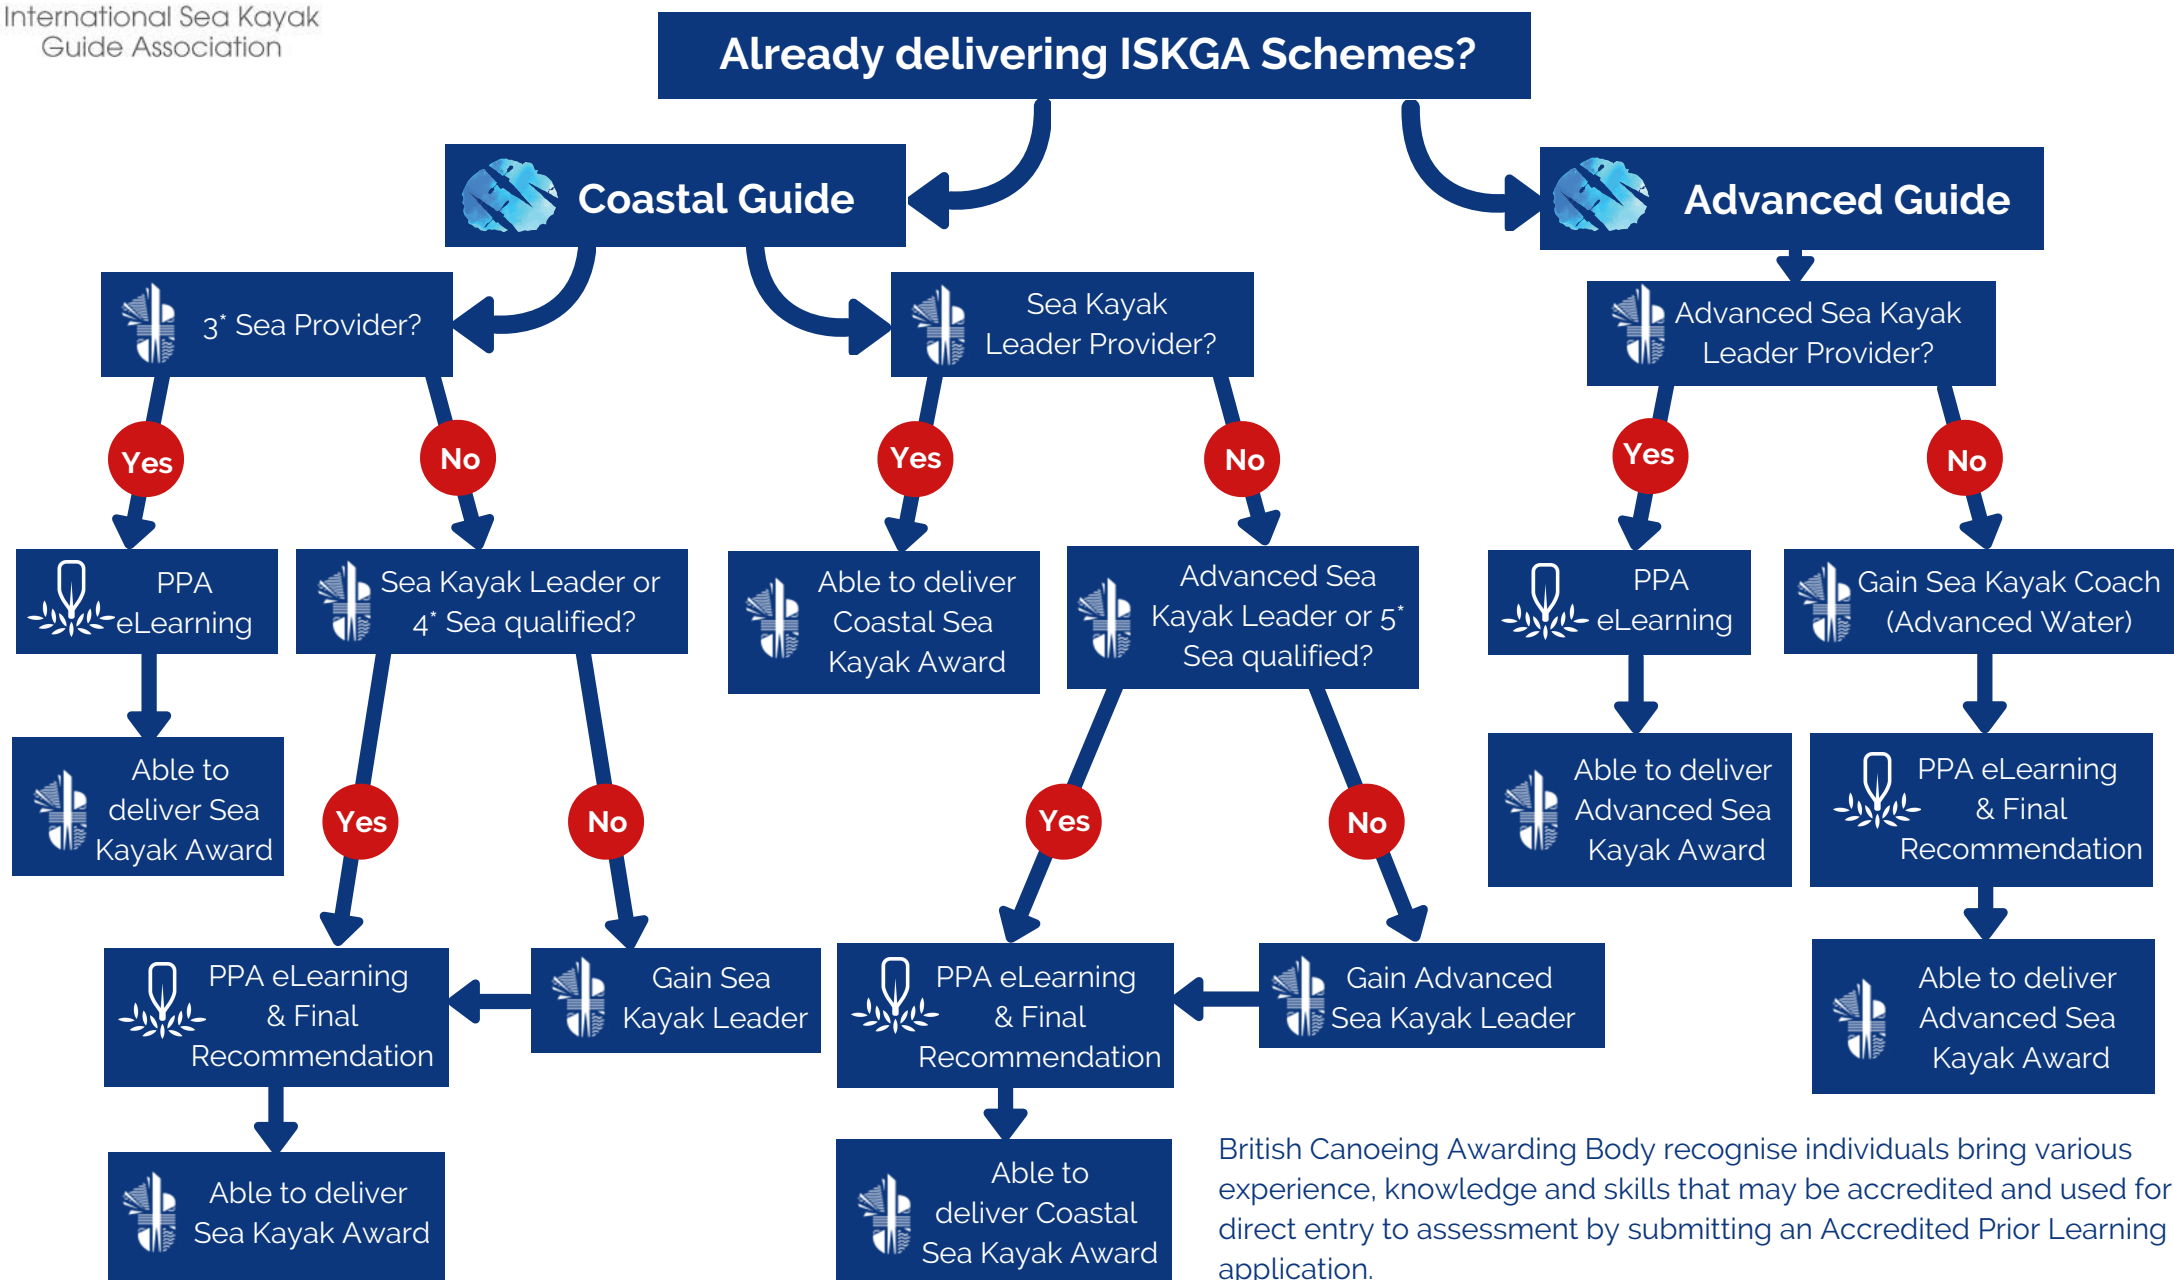 International Sea Kayak
Guide Association
Already delivering ISKGA Schemes?
Coastal Guide
Advanced Guide
3* Sea Provider?
Sea Kayak
Leader Provider?
Advanced Sea Kayak
Leader Provider?
Yes
No
Yes
No
Yes
No
PPA
eLearning
Sea Kayak Leader or
4* Sea qualified?
Able to deliver
Coastal Sea
Kayak Award
Advanced Sea
Kayak Leader or 5*
Sea qualified?
PPA
eLearning
Gain Sea Kayak Coach
(Advanced Water)
Able to
deliver Sea
Kayak Award
Yes
No
Yes
No
Able to deliver
Advanced Sea
Kayak Award
PPA eLearning
& Final
Recommendation
PPA eLearning
& Final
Recommendation
Gain Sea
Kayak Leader
PPA eLearning
& Final
Recommendation
Gain Advanced
Sea Kayak Leader
Able to deliver
Advanced Sea
Kayak Award
Able to deliver
Sea Kayak Award
Able to
deliver Coastal
Sea Kayak Award
British Canoeing Awarding Body recognise individuals bring various
experience, knowledge and skills that may be accredited and used for
direct entry to assessment by submitting an Accredited Prior Learning
application.